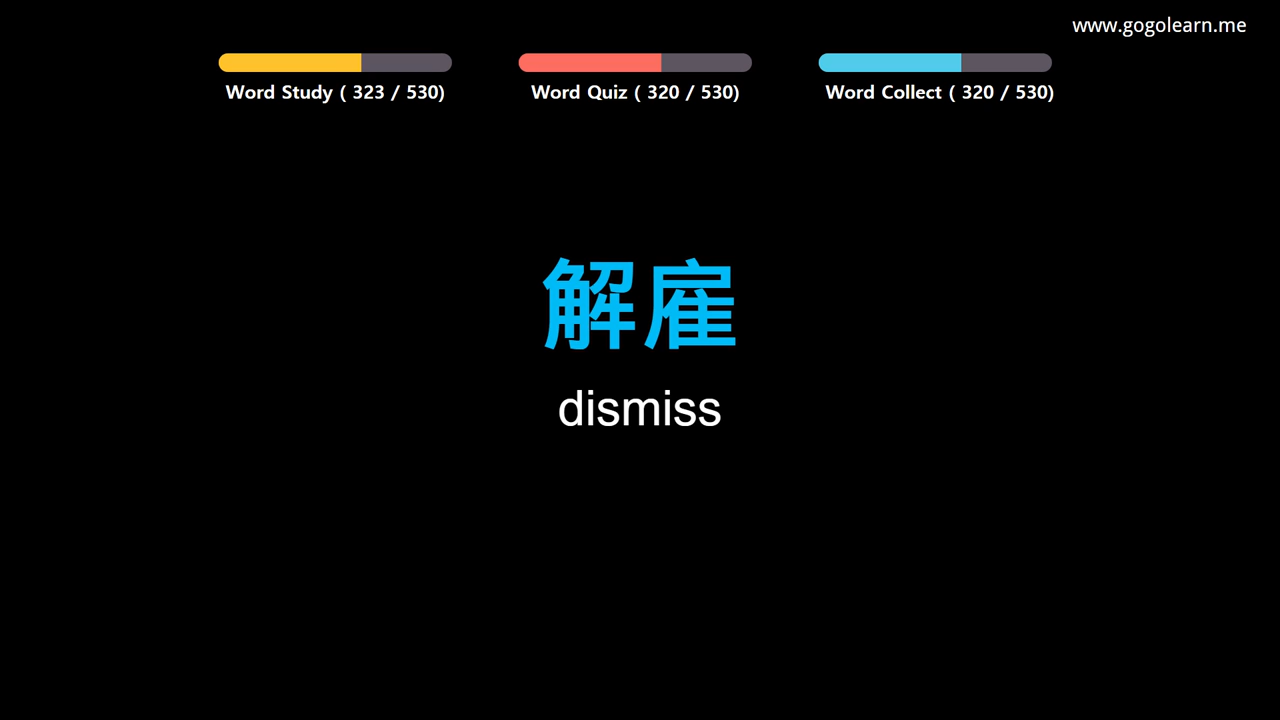 www.gogolearn.me
Word Study ( 323 / 530)
Word Quiz ( 320 / 530)
Word Collect ( 320 / 530)
解雇
dismiss